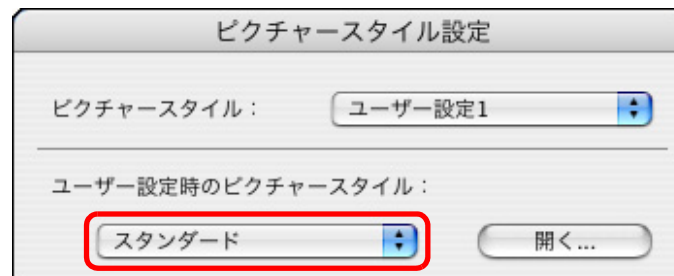 ピクチャースタイル設定
ピクチャースタイル： ユーザー設定1
ユーザー設定時のピクチャースタイル：
スタンダード 開く...